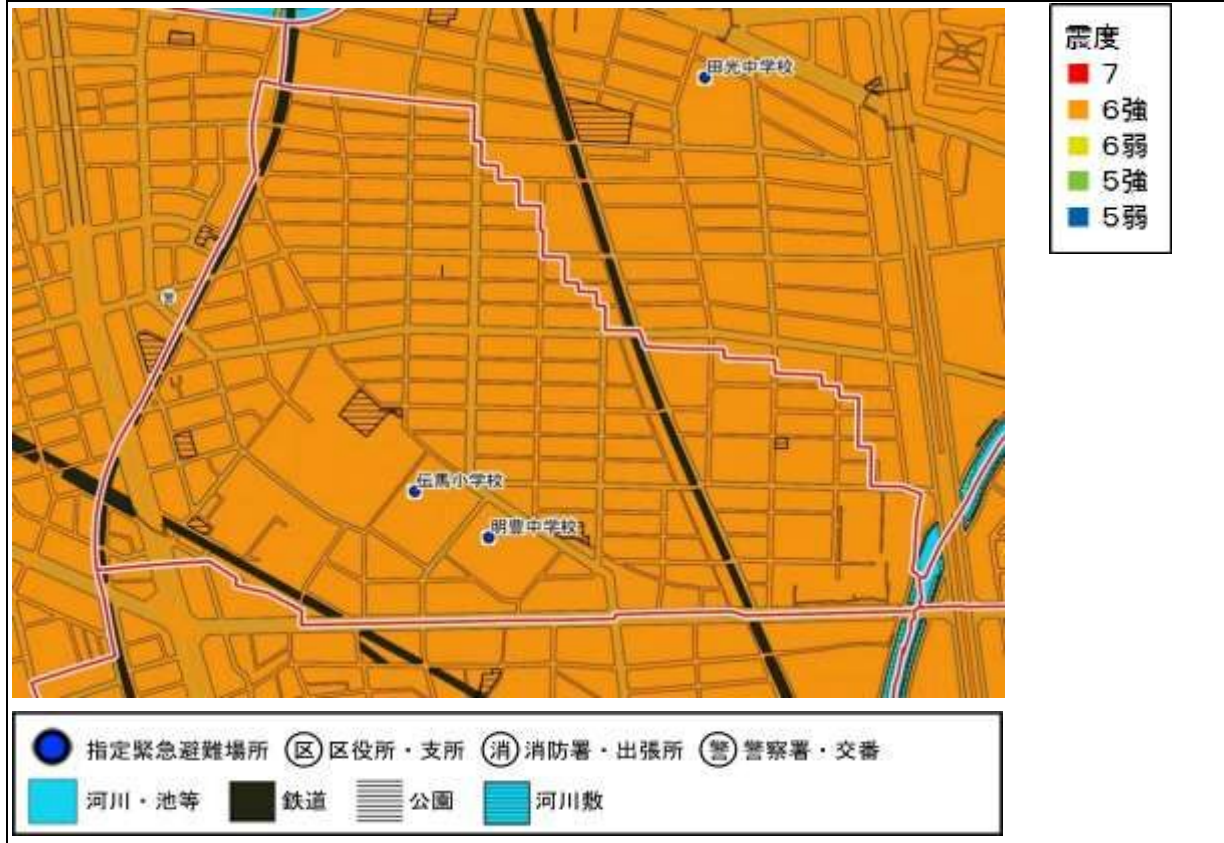 震度
7
6強
6弱
5強
5弱
田光中学校
警
伝馬小学校
明豊中学校
指定緊急避難場所 区 区役所・支所 消 消防署・出張所 警 警察署・交番
河川・池等 鉄道 公園 河川敷